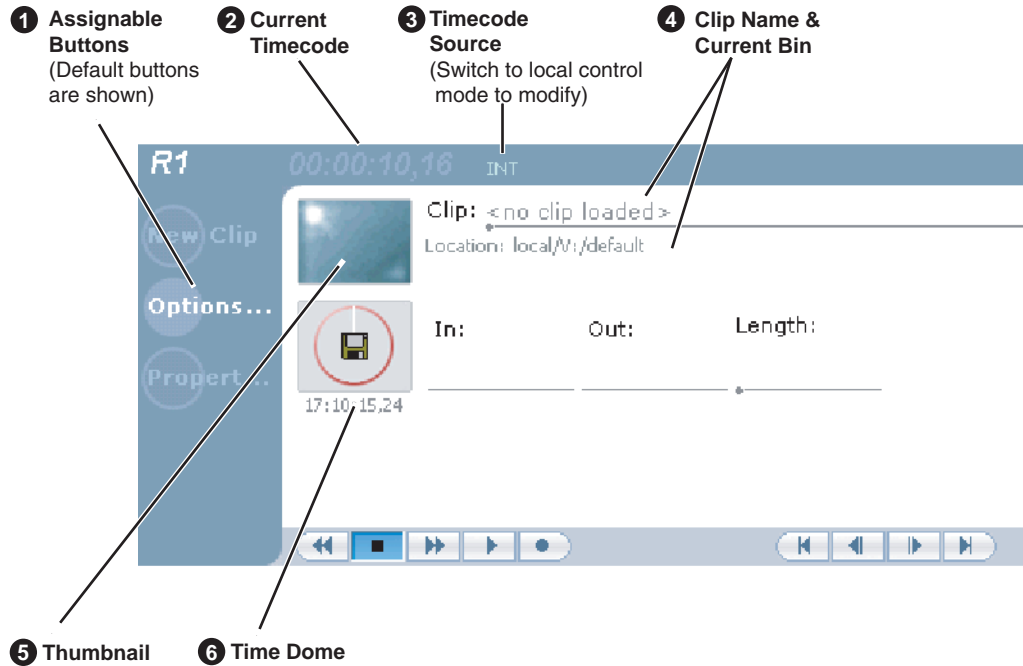 1 Assignable Buttons
(Default buttons are shown)
2 Current Timecode
3 Timecode Source
(Switch to local control mode to modify)
4 Clip Name & Current Bin
R1
00:00:10,16
INT
New Clip
Options...
Propert...
Clip: <no clip loaded>
Location: local/V:/default
In:
Out:
Length:
17:10:15,24
5 Thumbnail
6 Time Dome